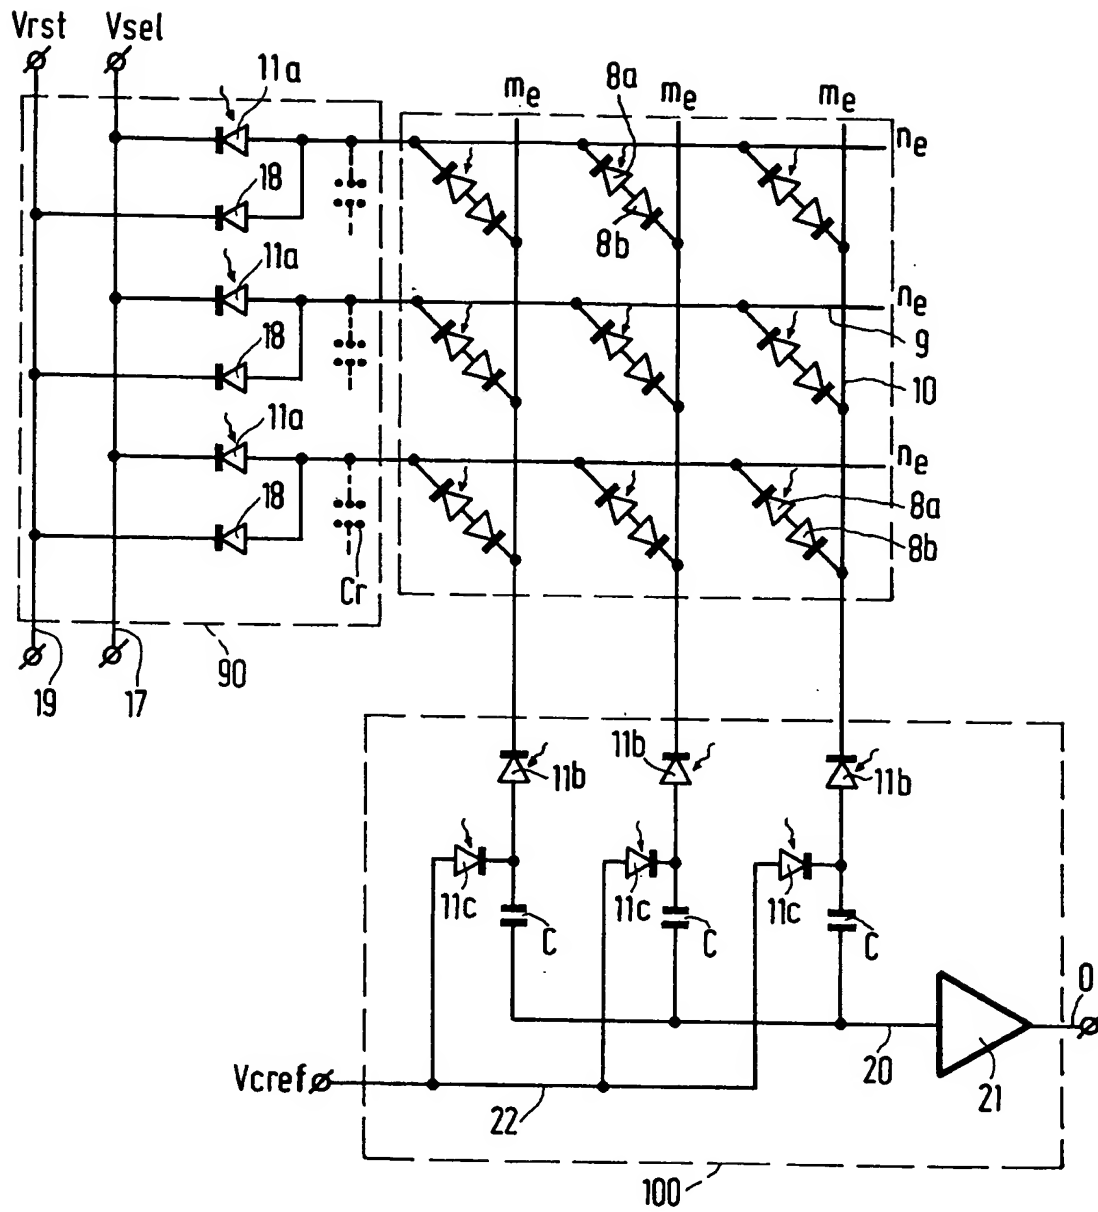 Vrst Vsel
11a
mₑ 8a mₑ mₑ
nₑ
18
8b
11a
nₑ
9
18
10
11a
nₑ
18
8a
8b
Cr
90
19 17
11b 11b 11b
11c 11c 11c
C C C
O
20
21
Vcref
22
100